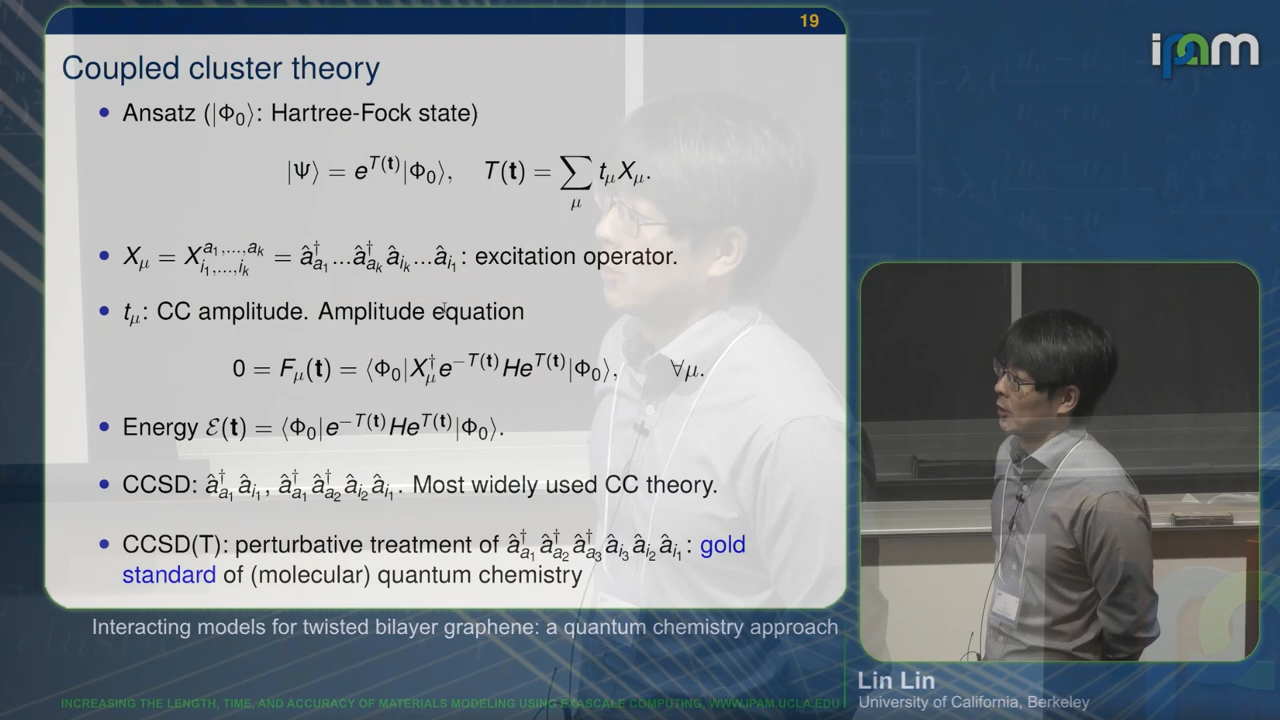 19
ipam
Coupled cluster theory
• Ansatz (|Φ₀⟩: Hartree-Fock state)
|Ψ⟩ = e^{T(𝐭)}|Φ₀⟩, T(𝐭) = ∑_μ t_μ X_μ.
• X_μ = X_{i₁,...,i_k}^{a₁,...,a_k} = â†_{a₁}...â†_{a_k} â_{i_k}...â_{i₁}: excitation operator.
• t_μ: CC amplitude. Amplitude equation
0 = F_μ(𝐭) = ⟨Φ₀|X†_μ e^{−T(𝐭)} H e^{T(𝐭)}|Φ₀⟩, ∀μ.
• Energy ℰ(𝐭) = ⟨Φ₀|e^{−T(𝐭)} H e^{T(𝐭)}|Φ₀⟩.
• CCSD: â†_{a₁} â_{i₁}, â†_{a₁} â†_{a₂} â_{i₂} â_{i₁}. Most widely used CC theory.
• CCSD(T): perturbative treatment of â†_{a₁} â†_{a₂} â†_{a₃} â_{i₃} â_{i₂} â_{i₁}: gold
standard of (molecular) quantum chemistry
Interacting models for twisted bilayer graphene: a quantum chemistry approach
Lin Lin
University of California, Berkeley
INCREASING THE LENGTH, TIME, AND ACCURACY OF MATERIALS MODELING USING EXASCALE COMPUTING, WWW.IPAM.UCLA.EDU